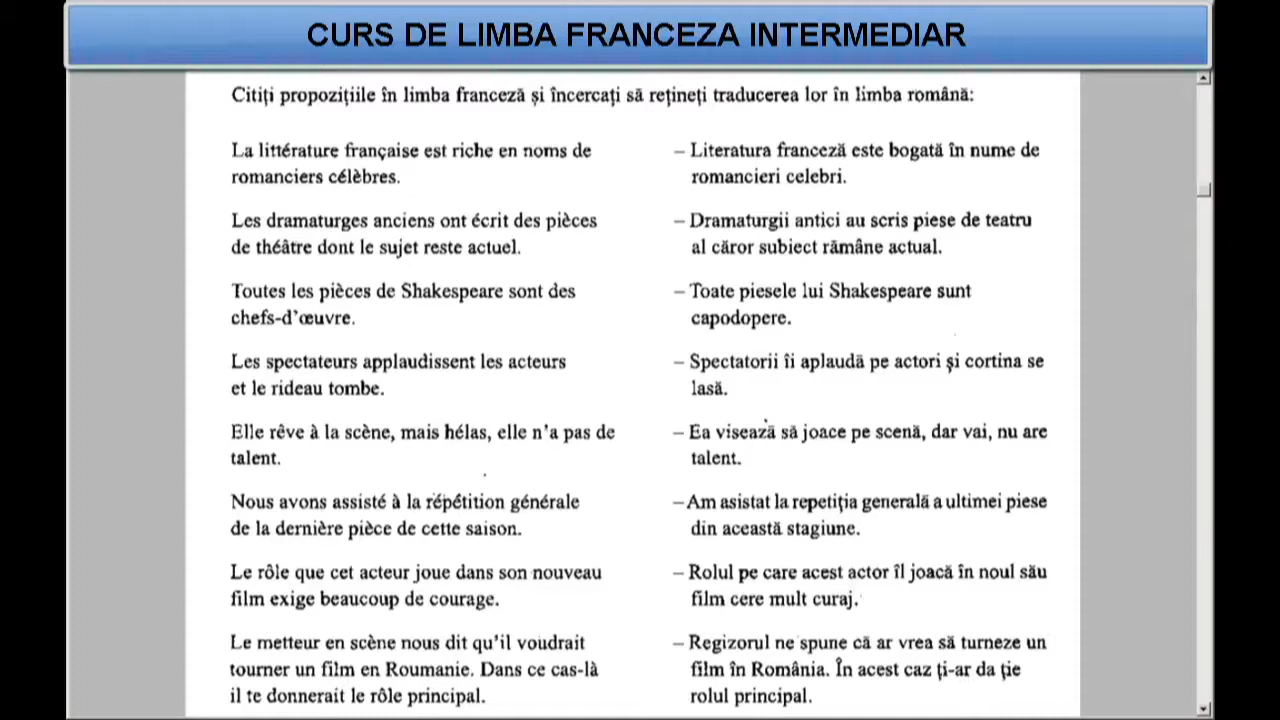 CURS DE LIMBA FRANCEZA INTERMEDIAR
Citiți propozițiile în limba franceză și încercați să rețineți traducerea lor în limba română:
La littérature française est riche en noms de
romanciers célèbres.
– Literatura franceză este bogată în nume de
romancieri celebri.
Les dramaturges anciens ont écrit des pièces
de théâtre dont le sujet reste actuel.
– Dramaturgii antici au scris piese de teatru
al căror subiect rămâne actual.
Toutes les pièces de Shakespeare sont des
chefs-d'œuvre.
– Toate piesele lui Shakespeare sunt
capodopere.
Les spectateurs applaudissent les acteurs
et le rideau tombe.
– Spectatorii îi aplaudă pe actori și cortina se
lasă.
Elle rêve à la scène, mais hélas, elle n'a pas de
talent.
– Ea visează să joace pe scenă, dar vai, nu are
talent.
Nous avons assisté à la répétition générale
de la dernière pièce de cette saison.
– Am asistat la repetiția generală a ultimei piese
din această stagiune.
Le rôle que cet acteur joue dans son nouveau
film exige beaucoup de courage.
– Rolul pe care acest actor îl joacă în noul său
film cere mult curaj.
Le metteur en scène nous dit qu'il voudrait
tourner un film en Roumanie. Dans ce cas-là
il te donnerait le rôle principal.
– Regizorul ne spune că ar vrea să turneze un
film în România. În acest caz ți-ar da ție
rolul principal.